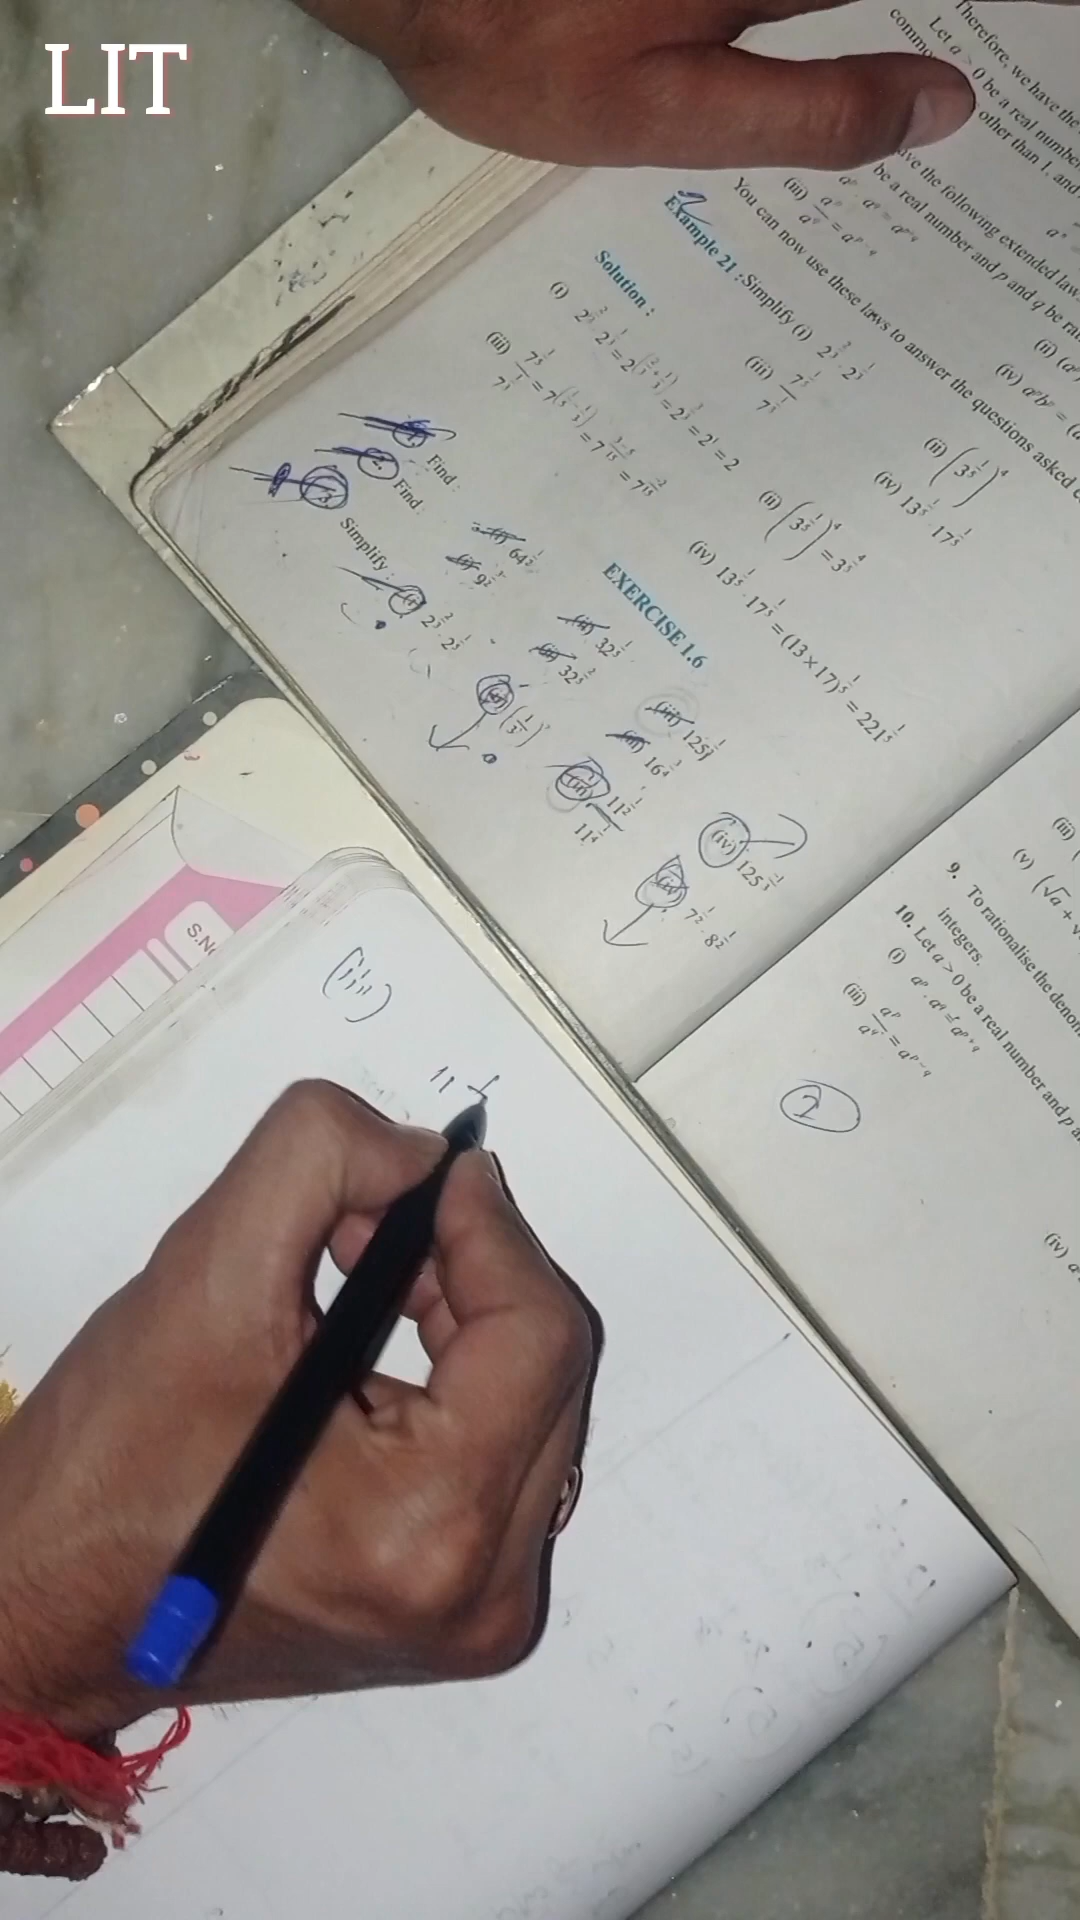 LIT
Therefore, we have the
Let a > 0 be a real number
other than 1, and
ave the following extended law
be a real number and p and q be
a^p · a^q = a^{p+q}
(ii) (a^p
(iii) a^p/a^q = a^{p-q}
(iv) a^p b^p = (a
You can now use these laws to answer the questions asked
Example 21 : Simplify (i) 2^{2/3} · 2^{1/3}
(ii) (3^{1/5})^4
(iii) 7^{1/5}/7^{1/3}
(iv) 13^{1/5} · 17^{1/5}
Solution :
(i) 2^{2/3} · 2^{1/3} = 2^{(2/3 + 1/3)} = 2^{3/3} = 2^1 = 2
(ii) (3^{1/5})^4 = 3^{4/5}
(iii) 7^{1/5}/7^{1/3} = 7^{(1/5 - 1/3)} = 7^{(3-5)/15} = 7^{-2/15}
(iv) 13^{1/5} · 17^{1/5} = (13 × 17)^{1/5} = 221^{1/5}
EXERCISE 1.6
1. Find : (i) 64^{1/2} (ii) 32^{1/5} (iii) 125^{1/3}
2. Find : (i) 9^{3/2} (ii) 32^{2/5} (iii) 16^{3/4} (iv) 125^{-1/3}
3. Simplify : (i) 2^{2/3} · 2^{1/5} (1/3^3)^7 (iii) 11^{1/2}/11^{1/4} (iv) 7^{1/2} · 8^{1/2}
(iii)
(v) (√a +
9. To rationalise the
integers.
10. Let a > 0 be a real number and p a
(i) a^p · a^q = a^{p+q}
(iii) a^p/a^q = a^{p-q}
(iv)
2
S.No
(iii)
11